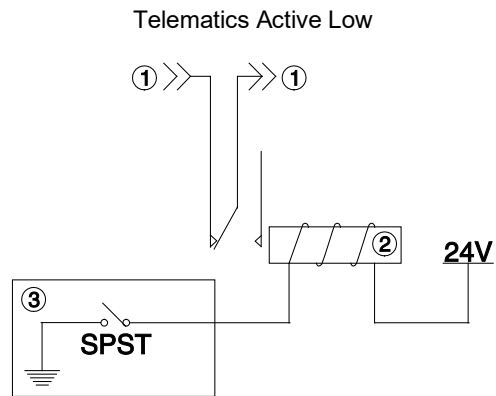 Telematics Active Low
① ①
②
24V
③
SPST